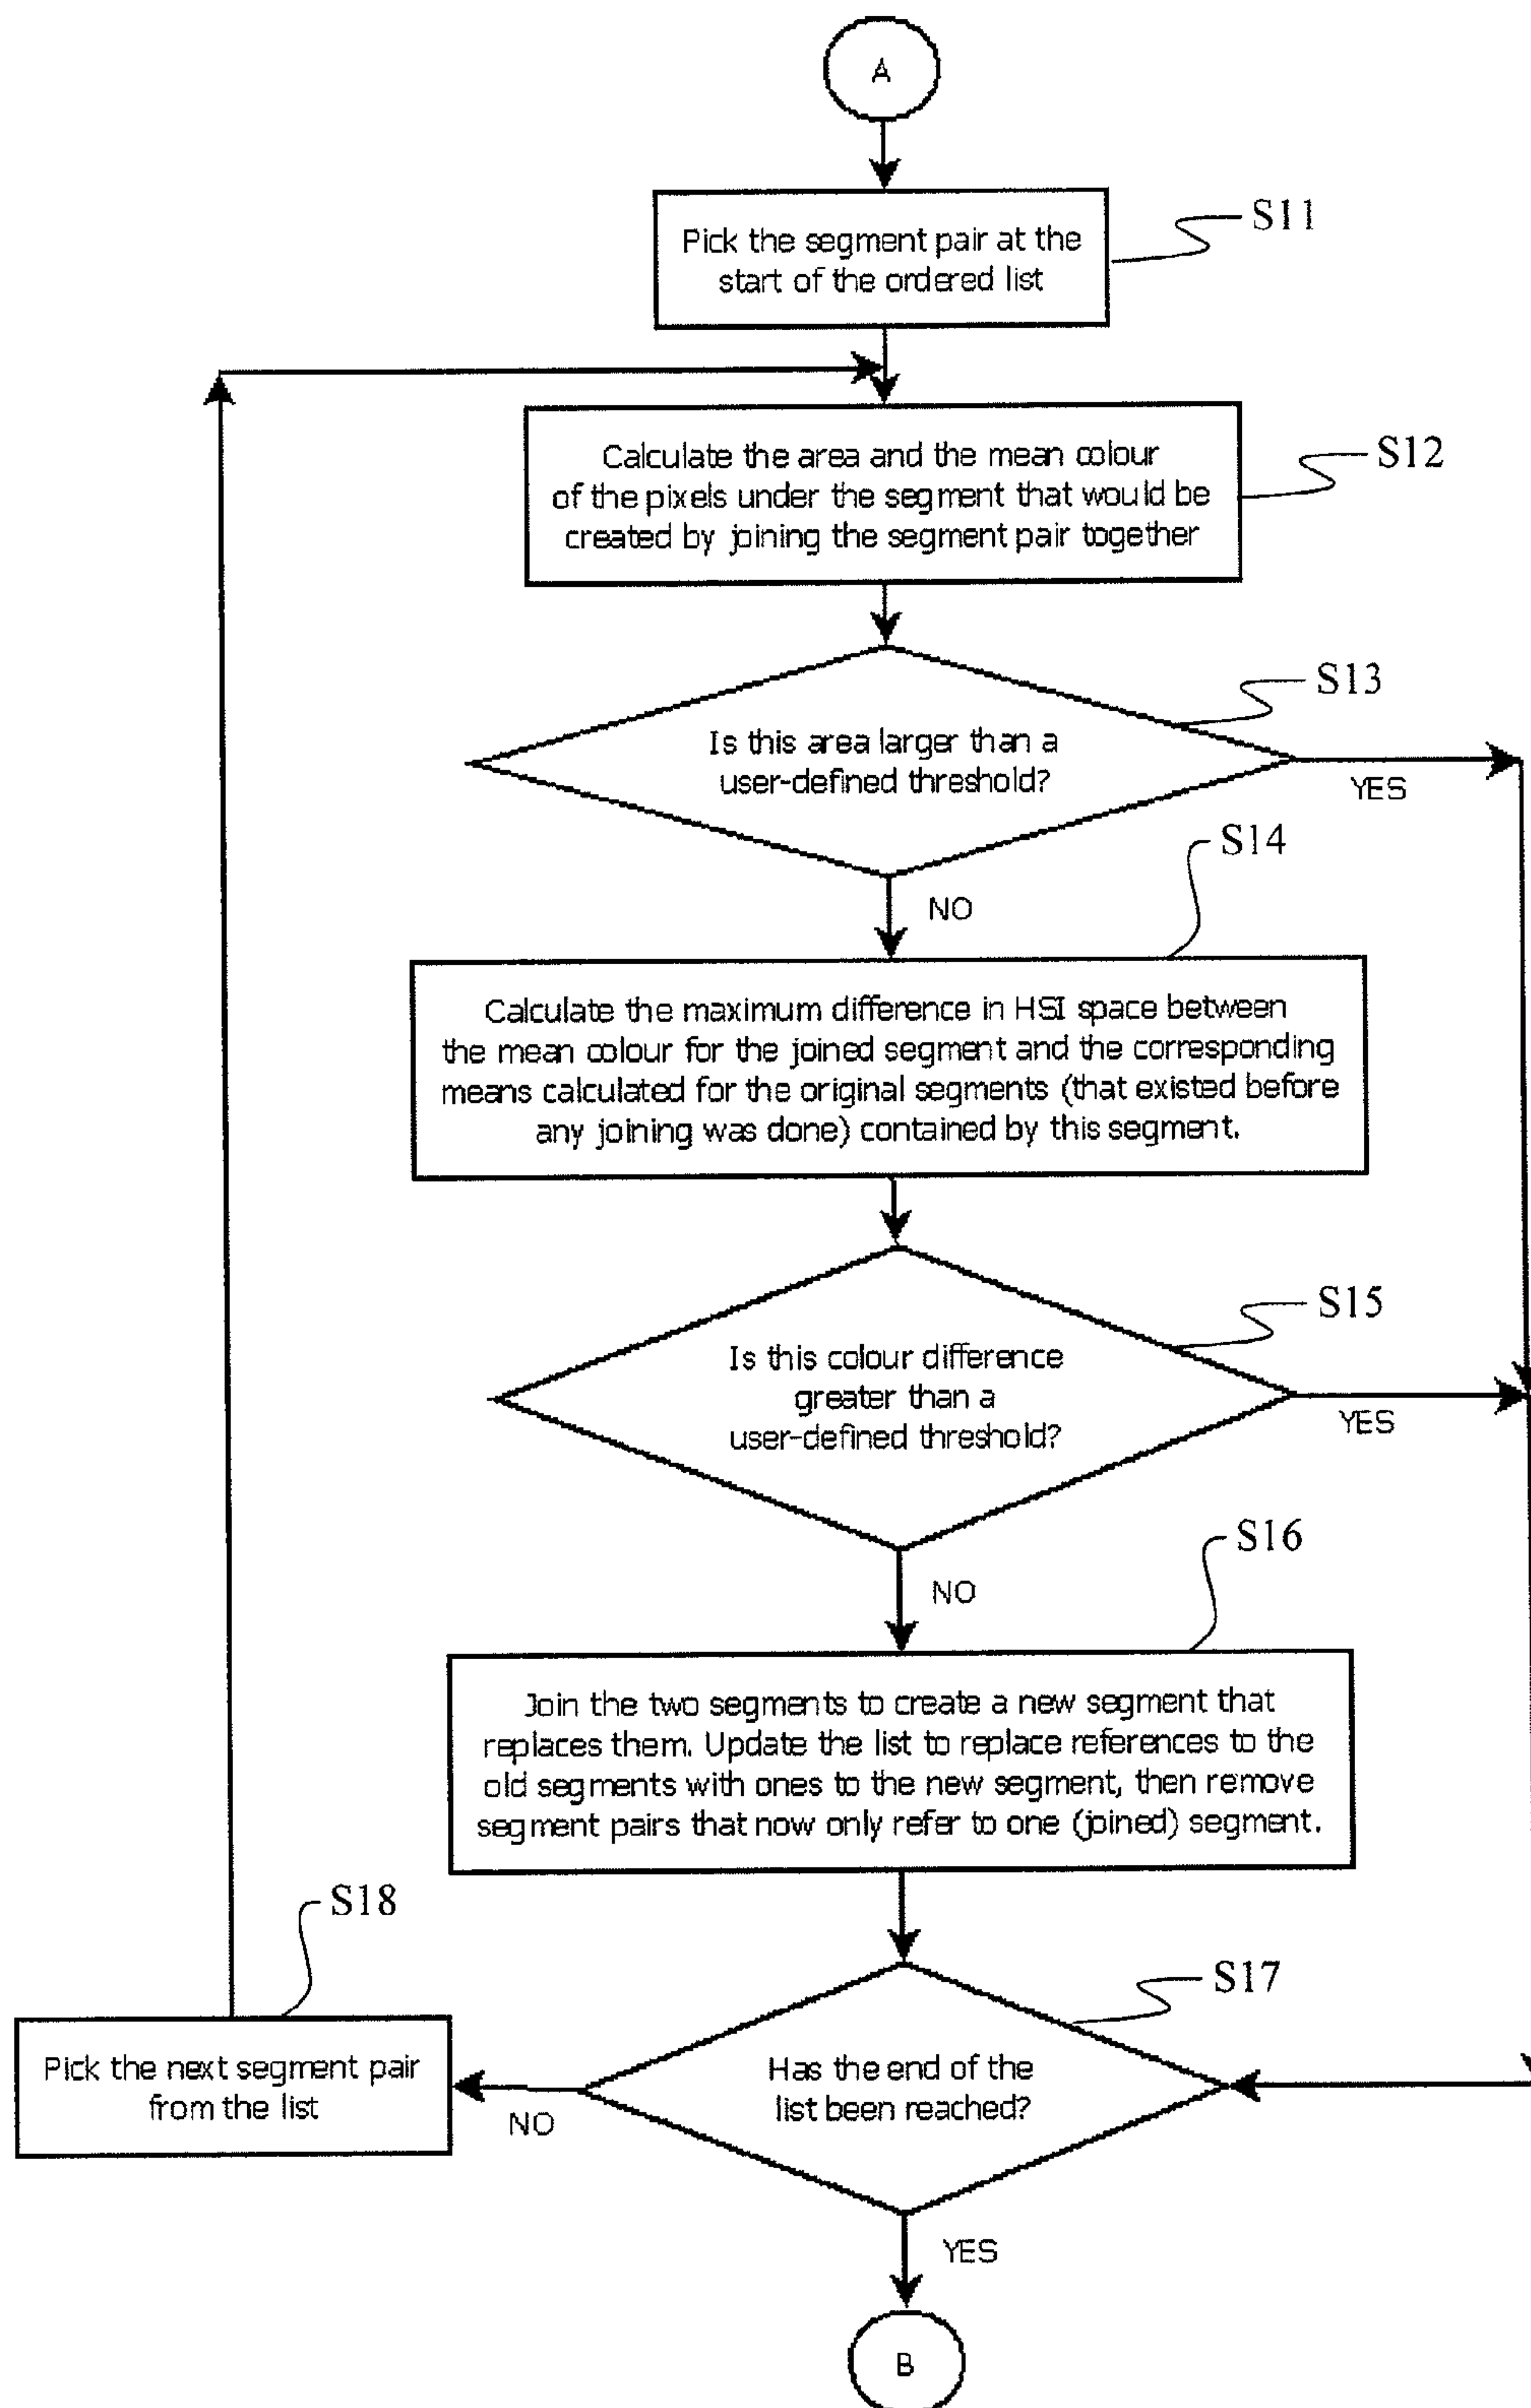 A
Pick the segment pair at the
start of the ordered list
S11
Calculate the area and the mean colour
of the pixels under the segment that would be
created by joining the segment pair together
S12
Is this area larger than a
user-defined threshold?
S13
YES
NO
S14
Calculate the maximum difference in HSI space between
the mean colour for the joined segment and the corresponding
means calculated for the original segments (that existed before
any joining was done) contained by this segment.
Is this colour difference
greater than a
user-defined threshold?
S15
YES
NO
S16
Join the two segments to create a new segment that
replaces them. Update the list to replace references to the
old segments with ones to the new segment, then remove
segment pairs that now only refer to one (joined) segment.
S18
S17
Pick the next segment pair
from the list
NO
Has the end of the
list been reached?
YES
B